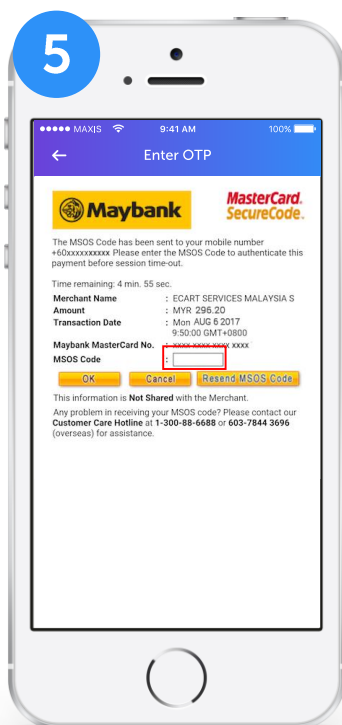 5
MAXIS 9:41 AM 100%
Enter OTP
Maybank
MasterCard.
SecureCode.
The MSOS Code has been sent to your mobile number
+60xxxxxxxxxx Please enter the MSOS Code to authenticate this
payment before session time-out.
Time remaining: 4 min. 55 sec.
Merchant Name : ECART SERVICES MALAYSIA S
Amount : MYR 296.20
Transaction Date : Mon AUG 6 2017
9:50:00 GMT+0800
Maybank MasterCard No. : xxxx xxxx xxxx xxxx
MSOS Code :
OK Cancel Resend MSOS Code
This information is Not Shared with the Merchant.
Any problem in receiving your MSOS code? Please contact our
Customer Care Hotline at 1-300-88-6688 or 603-7844 3696
(overseas) for assistance.